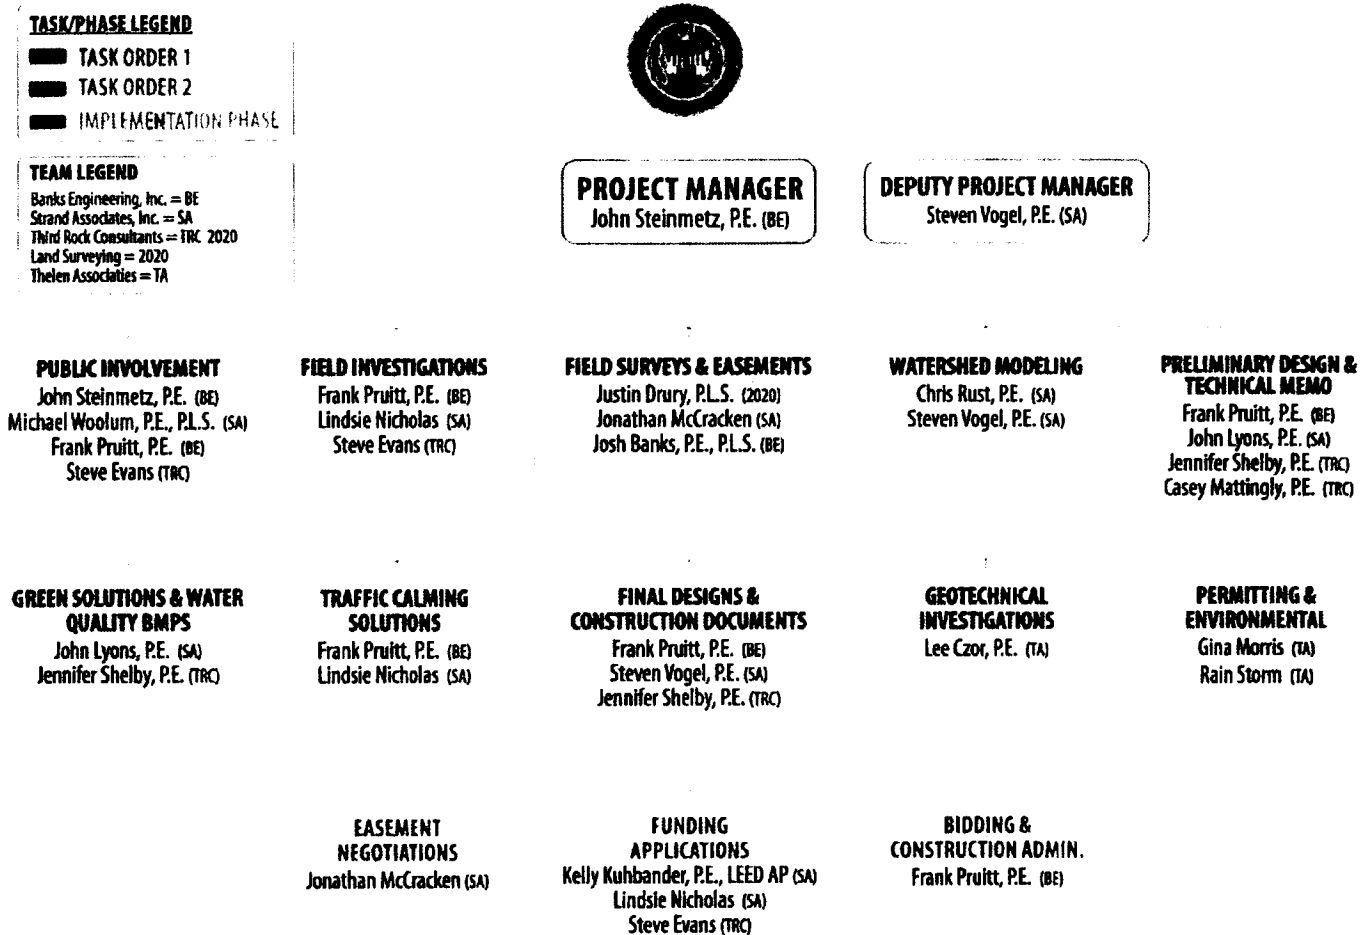 TASK/PHASE LEGEND
TASK ORDER 1
TASK ORDER 2
IMPLEMENTATION PHASE
TEAM LEGEND
Banks Engineering, Inc. = BE
Strand Associates, Inc. = SA
Third Rock Consultants = TRC 2020
Land Surveying = 2020
Thelen Associaties = TA
PROJECT MANAGER
John Steinmetz, P.E. (BE)
DEPUTY PROJECT MANAGER
Steven Vogel, P.E. (SA)
PUBLIC INVOLVEMENT
John Steinmetz, P.E. (BE)
Michael Woolum, P.E., P.L.S. (SA)
Frank Pruitt, P.E. (BE)
Steve Evans (TRC)
FIELD INVESTIGATIONS
Frank Pruitt, P.E. (BE)
Lindsie Nicholas (SA)
Steve Evans (TRC)
FIELD SURVEYS & EASEMENTS
Justin Drury, P.L.S. (2020)
Jonathan McCracken (SA)
Josh Banks, P.E., P.L.S. (BE)
WATERSHED MODELING
Chris Rust, P.E. (SA)
Steven Vogel, P.E. (SA)
PRELIMINARY DESIGN &
TECHNICAL MEMO
Frank Pruitt, P.E. (BE)
John Lyons, P.E. (SA)
Jennifer Shelby, P.E. (TRC)
Casey Mattingly, P.E. (TRC)
GREEN SOLUTIONS & WATER
QUALITY BMPS
John Lyons, P.E. (SA)
Jennifer Shelby, P.E. (TRC)
TRAFFIC CALMING
SOLUTIONS
Frank Pruitt, P.E. (BE)
Lindsie Nicholas (SA)
FINAL DESIGNS &
CONSTRUCTION DOCUMENTS
Frank Pruitt, P.E. (BE)
Steven Vogel, P.E. (SA)
Jennifer Shelby, P.E. (TRC)
GEOTECHNICAL
INVESTIGATIONS
Lee Czor, P.E. (TA)
PERMITTING &
ENVIRONMENTAL
Gina Morris (TA)
Rain Storm (TA)
EASEMENT
NEGOTIATIONS
Jonathan McCracken (SA)
FUNDING
APPLICATIONS
Kelly Kuhbander, P.E., LEED AP (SA)
Lindsie Nicholas (SA)
Steve Evans (TRC)
BIDDING &
CONSTRUCTION ADMIN.
Frank Pruitt, P.E. (BE)